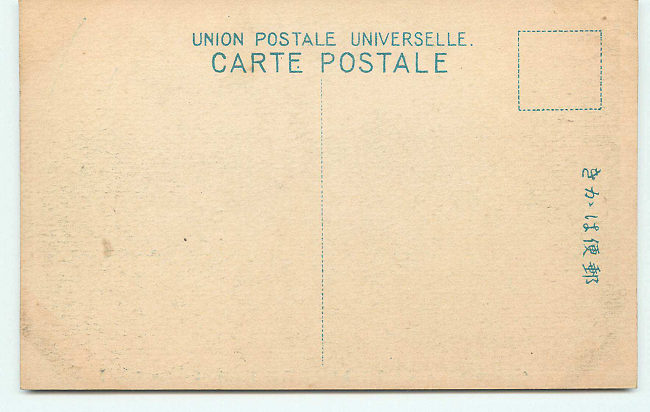 UNION POSTALE UNIVERSELLE.
CARTE POSTALE
郵便はかき